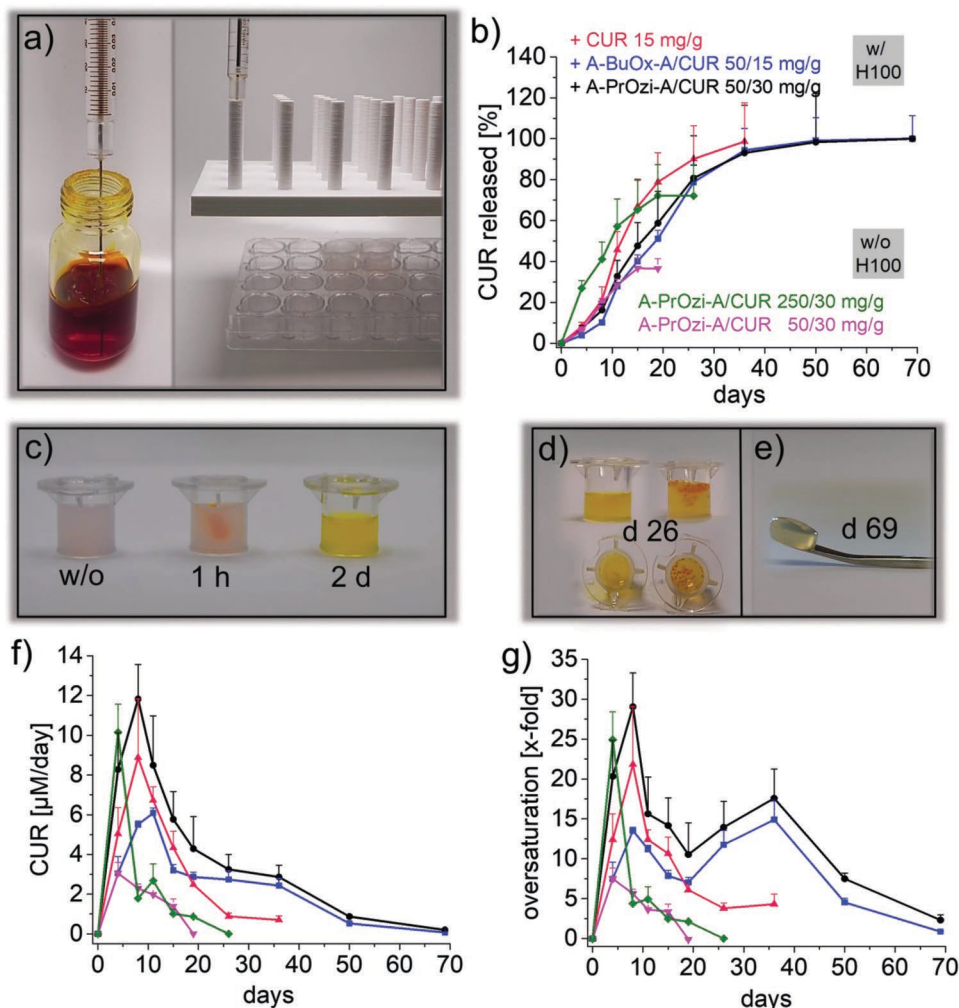 a)
b)
+ CUR 15 mg/g
+ A-BuOx-A/CUR 50/15 mg/g
+ A-PrOzi-A/CUR 50/30 mg/g
w/
H100
w/o
H100
A-PrOzi-A/CUR 250/30 mg/g
A-PrOzi-A/CUR 50/30 mg/g
CUR released [%]
140
120
100
80
60
40
20
0
0 10 20 30 40 50 60 70
days
c)
w/o 1 h 2 d
d)
d 26
e)
d 69
f)
CUR [µM/day]
14
12
10
8
6
4
2
0
0 10 20 30 40 50 60 70
days
g)
oversaturation [x-fold]
35
30
25
20
15
10
5
0
0 10 20 30 40 50 60 70
days